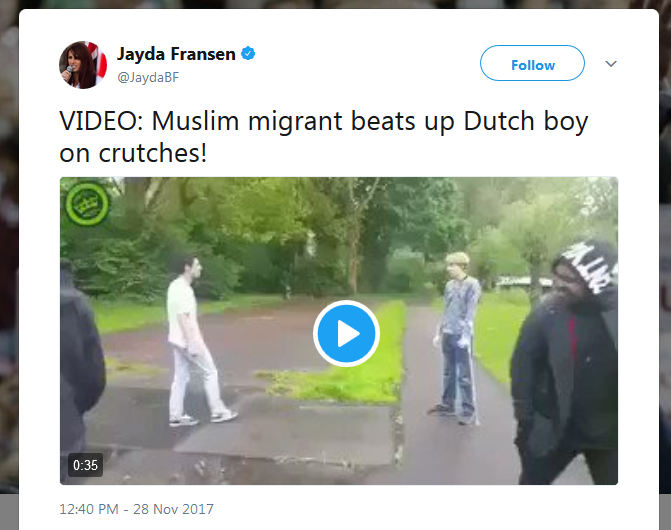 Jayda Fransen
@JaydaBF
Follow
VIDEO: Muslim migrant beats up Dutch boy
on crutches!
0:35
12:40 PM - 28 Nov 2017